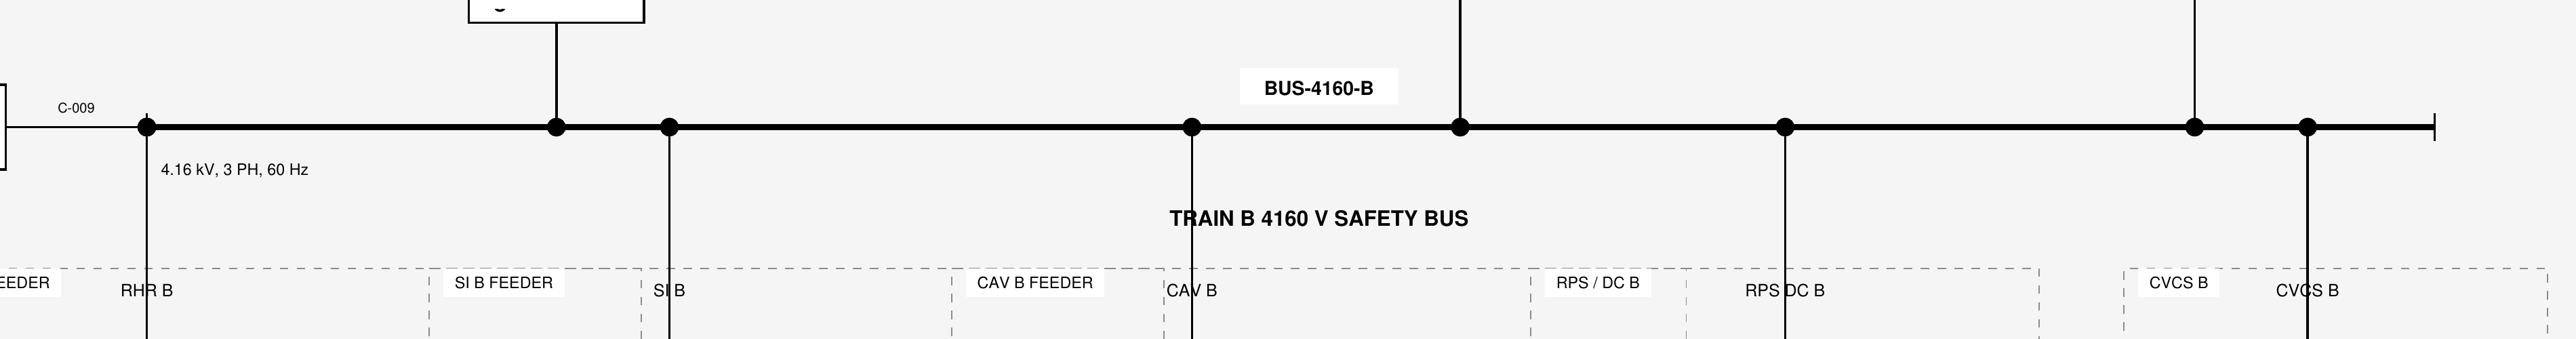 BUS-4160-B
C-009
4.16 kV, 3 PH, 60 Hz
TRAIN B 4160 V SAFETY BUS
SI B FEEDER
CAV B FEEDER
RPS / DC B
CVCS B
RHR B
SI B
CAV B
RPS DC B
CVCS B